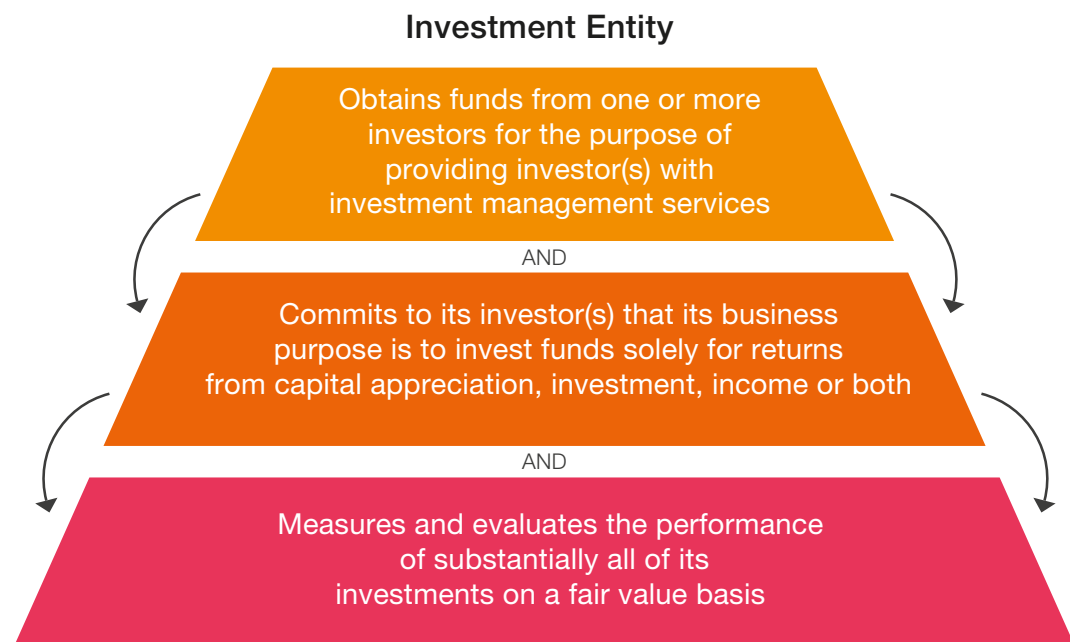 Investment Entity
Obtains funds from one or more
investors for the purpose of
providing investor(s) with
investment management services
AND
Commits to its investor(s) that its business
purpose is to invest funds solely for returns
from capital appreciation, investment, income or both
AND
Measures and evaluates the performance
of substantially all of its
investments on a fair value basis